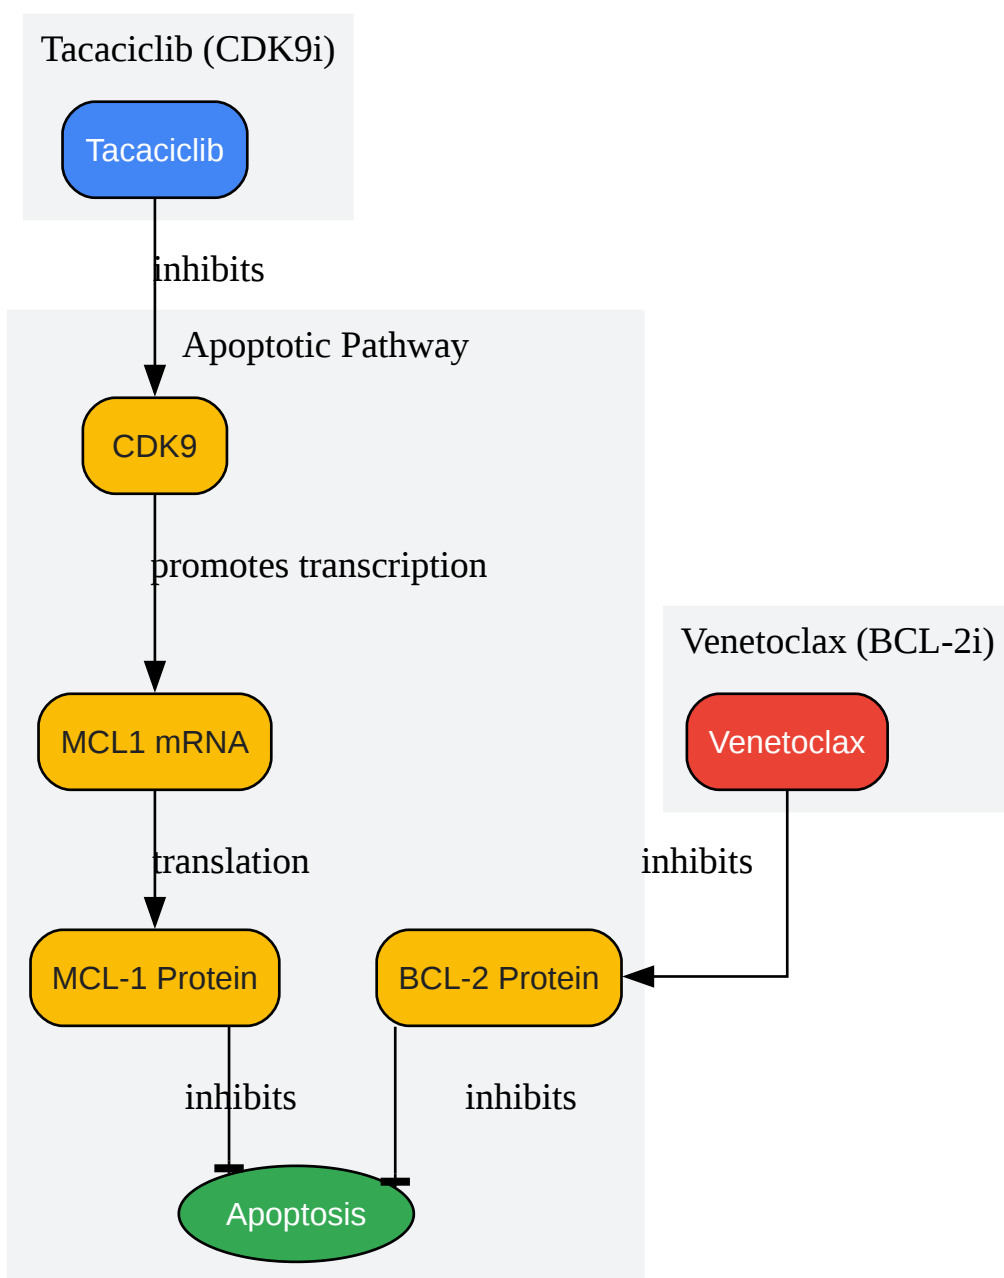 Tacaciclib (CDK9i)
Tacaciclib
inhibits
Apoptotic Pathway
CDK9
promotes transcription
Venetoclax (BCL-2i)
MCL1 mRNA
Venetoclax
translation
inhibits
MCL-1 Protein
BCL-2 Protein
inhibits
inhibits
Apoptosis